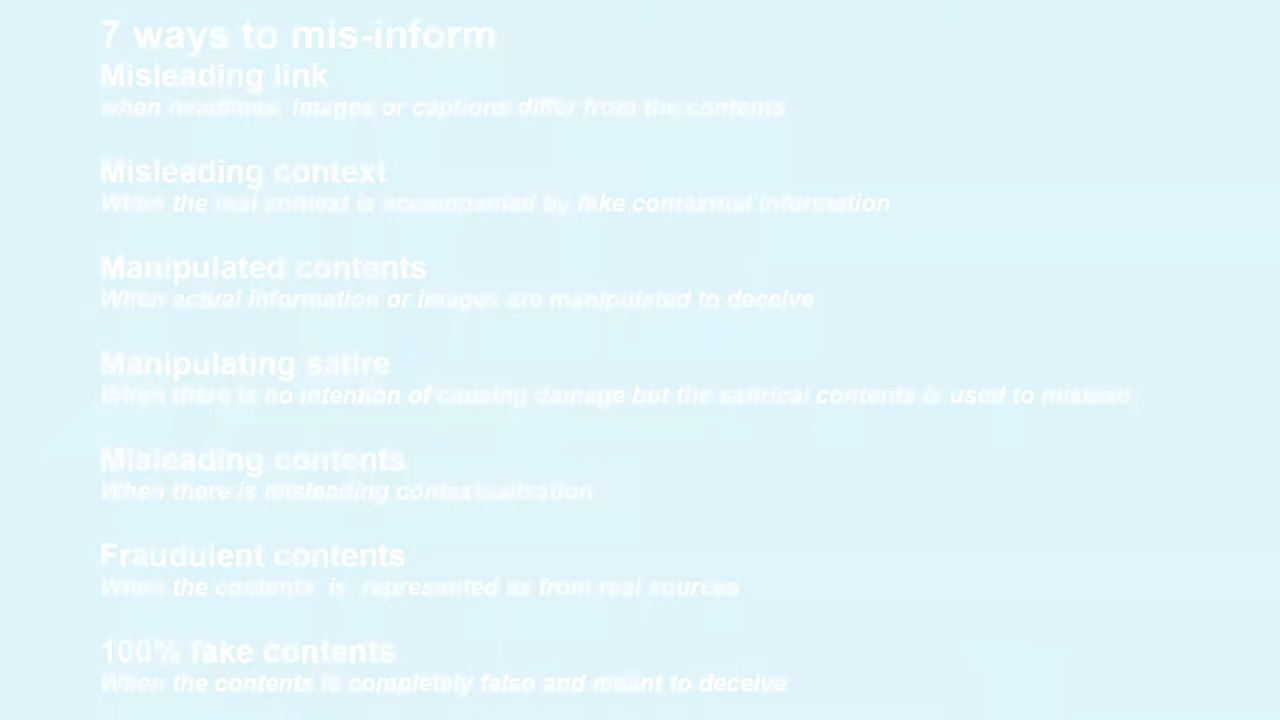 7 ways to mis-inform
Misleading link
when headlines, images or captions differ from the contents
Misleading context
When the real context is accompanied by fake contextual information
Manipulated contents
When actual information or images are manipulated to deceive
Manipulating satire
When there is no intention of causing damage but the satirical contents is used to mislead
Misleading contents
When there is misleading contextualisation
Fraudulent contents
When the contents is represented as from real sources
100% fake contents
When the contents is completely false and meant to deceive